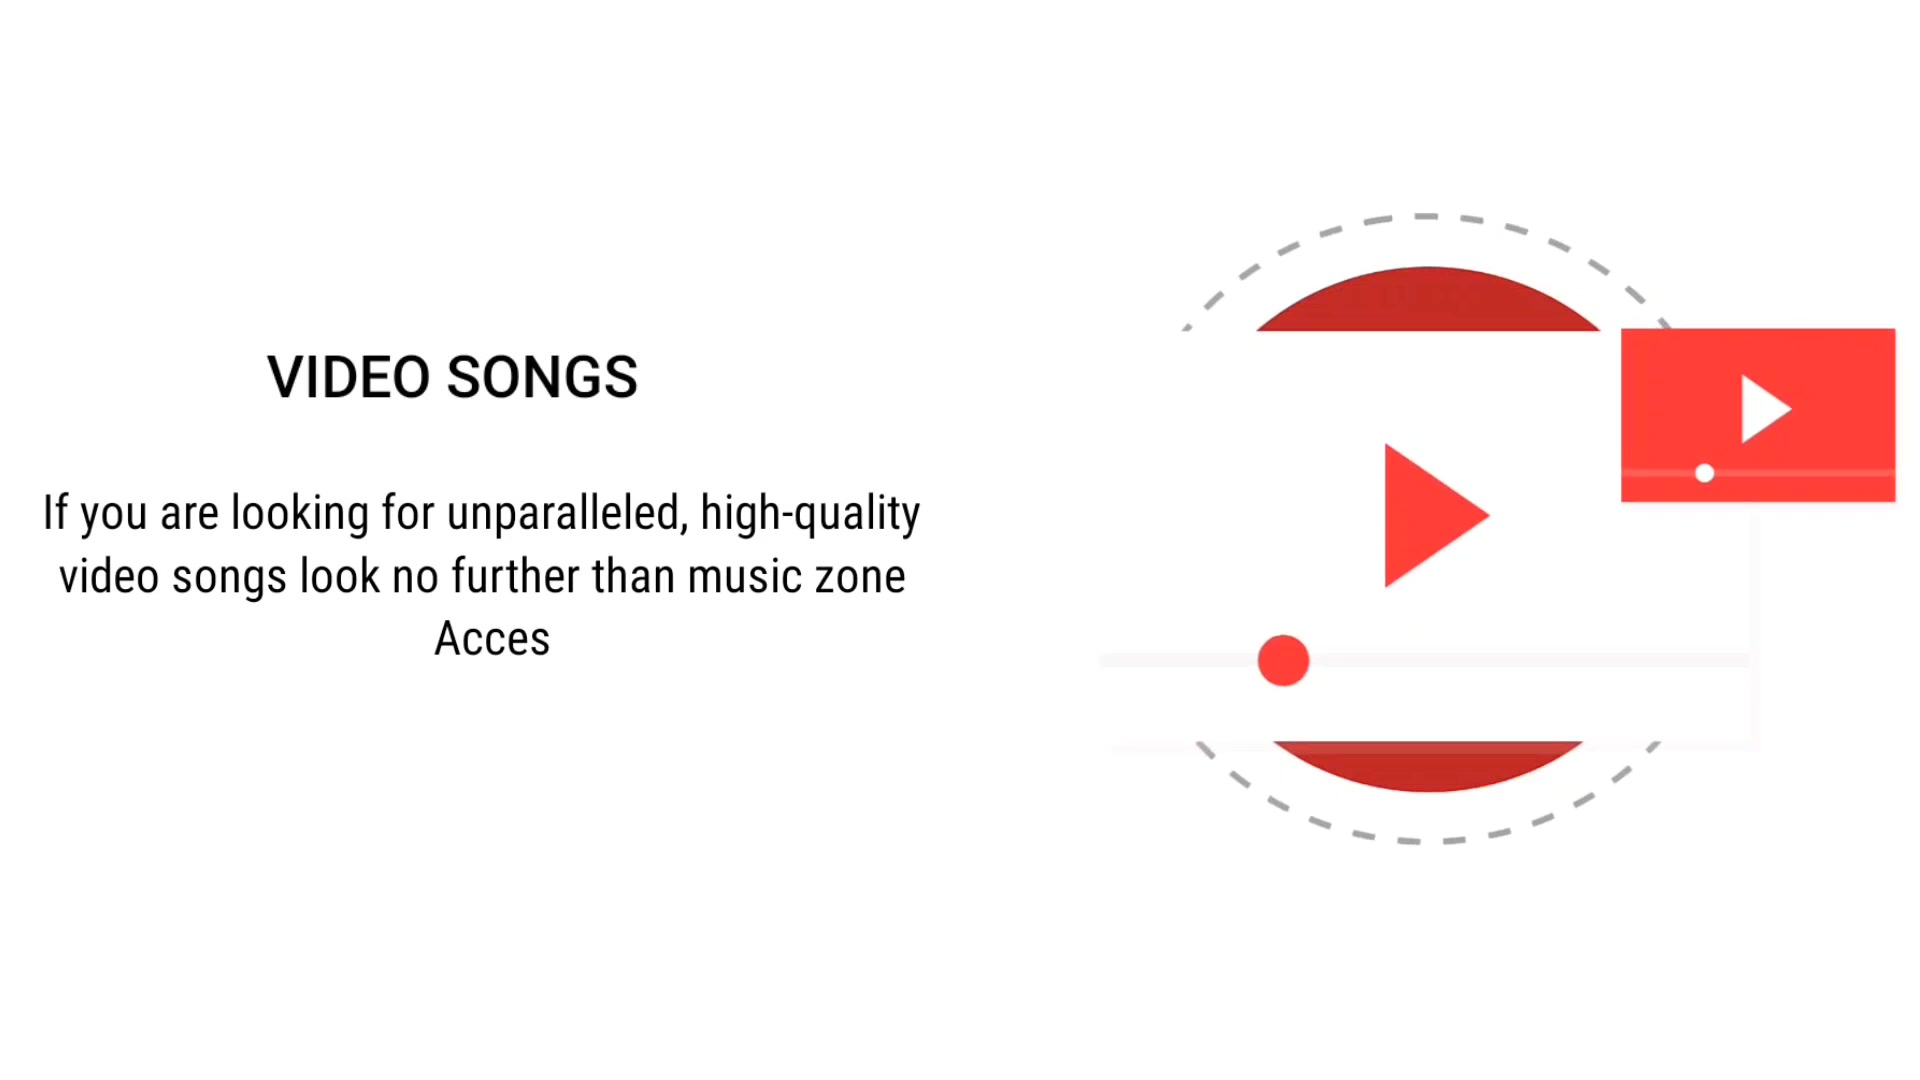 VIDEO SONGS
If you are looking for unparalleled, high-quality
video songs look no further than music zone
Acces